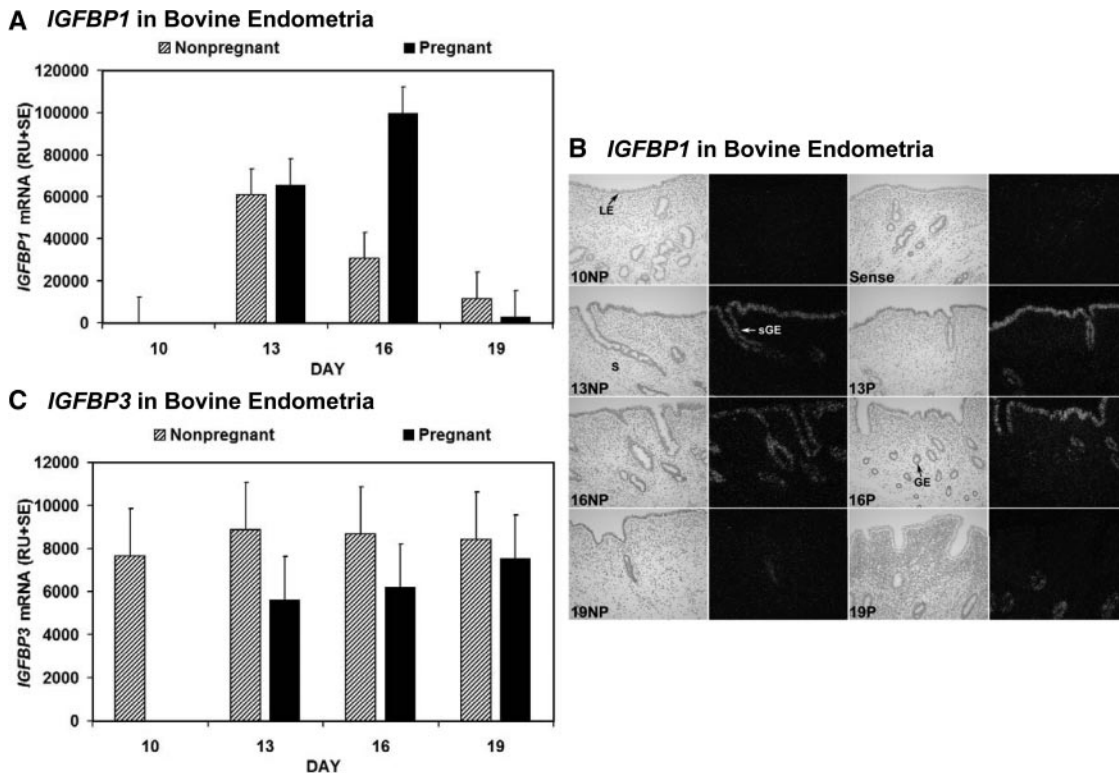 A IGFBP1 in Bovine Endometria
Nonpregnant Pregnant
120000
100000
80000
60000
40000
20000
0
IGFBP1 mRNA (RU+SE)
10 13 16 19
DAY
B IGFBP1 in Bovine Endometria
LE
10NP
Sense
sGE
S
13NP
13P
16NP
GE
16P
19NP
19P
C IGFBP3 in Bovine Endometria
Nonpregnant Pregnant
12000
10000
8000
6000
4000
2000
0
IGFBP3 mRNA (RU+SE)
10 13 16 19
DAY